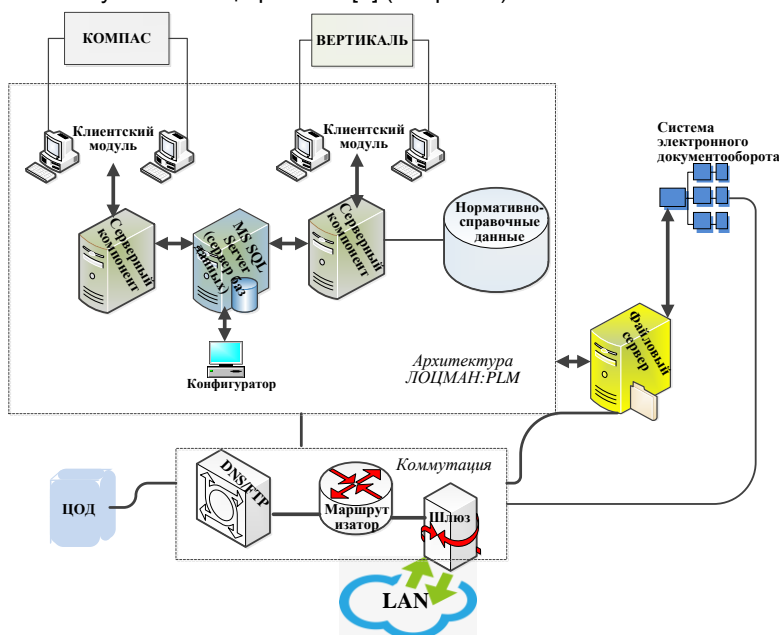 КОМПАС
ВЕРТИКАЛЬ
Клиентский
модуль
Клиентский
модуль
Система
электронного
документооборота
Серверный
компонент
MS SQL
Server
(сервер баз
данных)
Серверный
компонент
Нормативно-
справочные
данные
Файловый
сервер
Конфигуратор
Архитектура
ЛОЦМАН:PLM
Коммутация
ЦОД
DNS/FTP
Маршрут
изатор
Шлюз
LAN